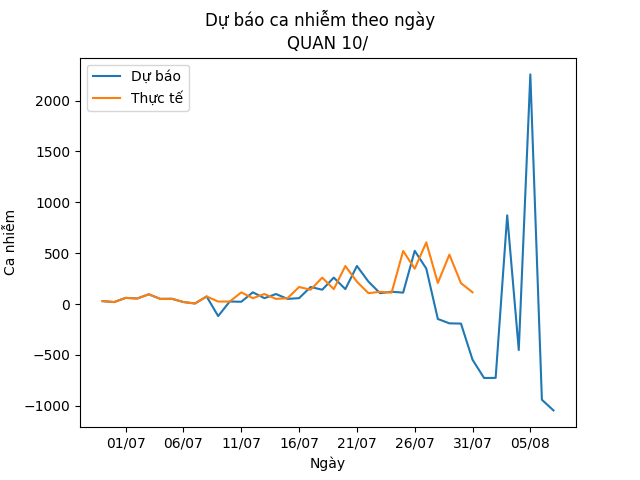 Dự báo ca nhiễm theo ngày
QUAN 10/
Dự báo
Thực tế
2000
1500
1000
500
0
−500
−1000
Ca nhiễm
01/07 06/07 11/07 16/07 21/07 26/07 31/07 05/08
Ngày